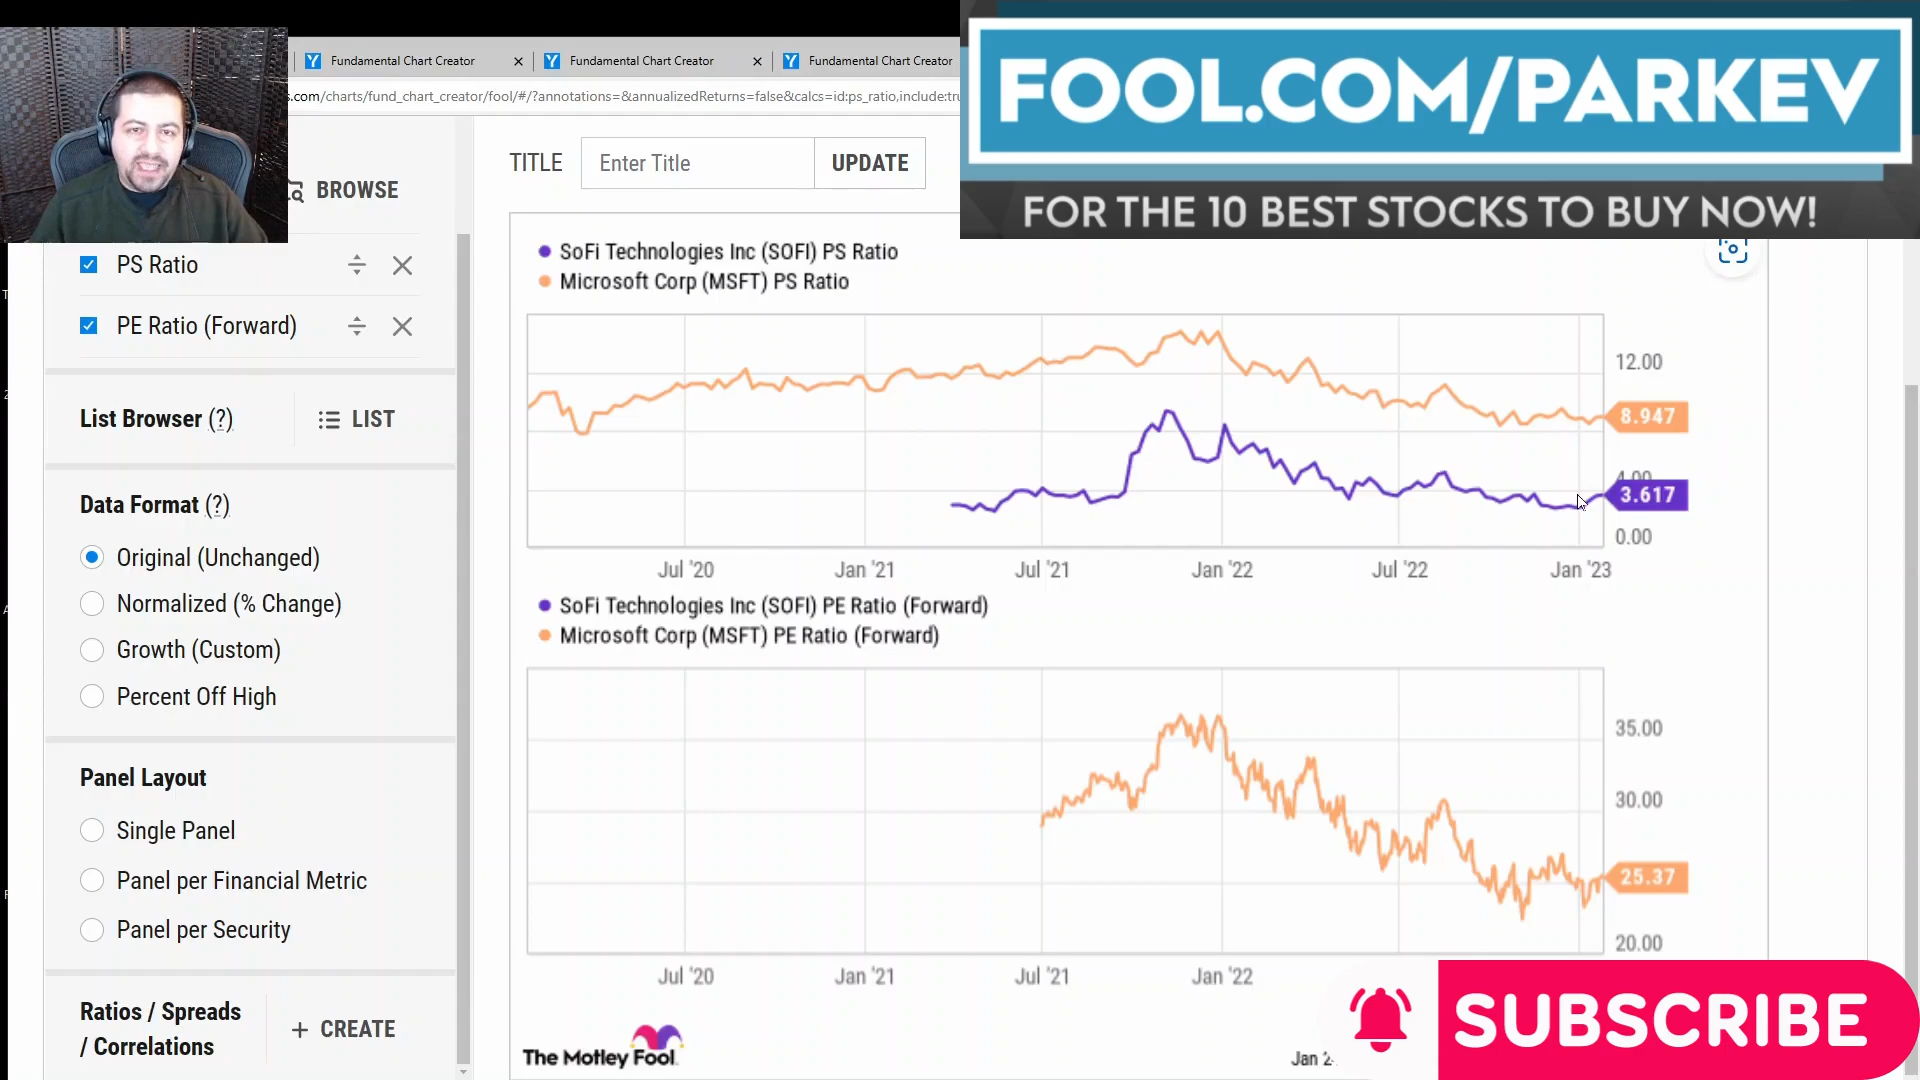 Fundamental Chart Creator
Fundamental Chart Creator
Fundamental Chart Creator
s.com/charts/fund_chart_creator/fool/#/?annotations=&annualizedReturns=false&calcs=id:ps_ratio,include:tru
FOOL.COM/PARKEV
FOR THE 10 BEST STOCKS TO BUY NOW!
BROWSE
TITLE
Enter Title
UPDATE
PS Ratio
PE Ratio (Forward)
List Browser (?)
LIST
Data Format (?)
Original (Unchanged)
Normalized (% Change)
Growth (Custom)
Percent Off High
Panel Layout
Single Panel
Panel per Financial Metric
Panel per Security
Ratios / Spreads
/ Correlations
+ CREATE
SoFi Technologies Inc (SOFI) PS Ratio
Microsoft Corp (MSFT) PS Ratio
12.00
8.947
4.00
3.617
0.00
Jul '20
Jan '21
Jul '21
Jan '22
Jul '22
Jan '23
SoFi Technologies Inc (SOFI) PE Ratio (Forward)
Microsoft Corp (MSFT) PE Ratio (Forward)
35.00
30.00
25.37
20.00
Jul '20
Jan '21
Jul '21
Jan '22
The Motley Fool
Jan 2
SUBSCRIBE